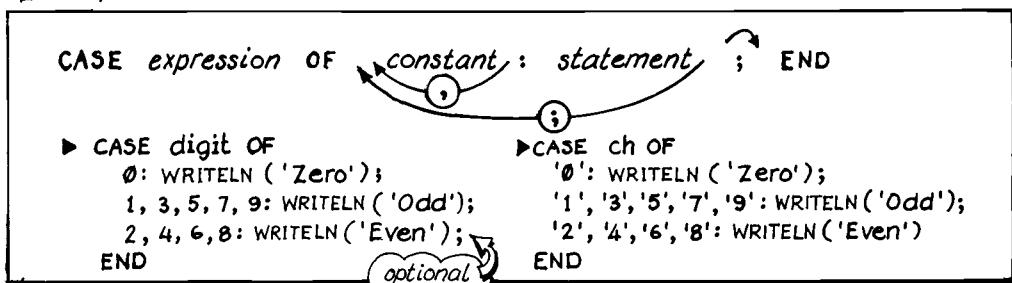 CASE expression OF constant : statement ; END
,
;
▶ CASE digit OF
0: WRITELN ('Zero');
1, 3, 5, 7, 9: WRITELN ('Odd');
2, 4, 6, 8: WRITELN ('Even');
END
optional
▶ CASE ch OF
'0': WRITELN ('Zero');
'1', '3', '5', '7', '9': WRITELN ('Odd');
'2', '4', '6', '8': WRITELN ('Even')
END